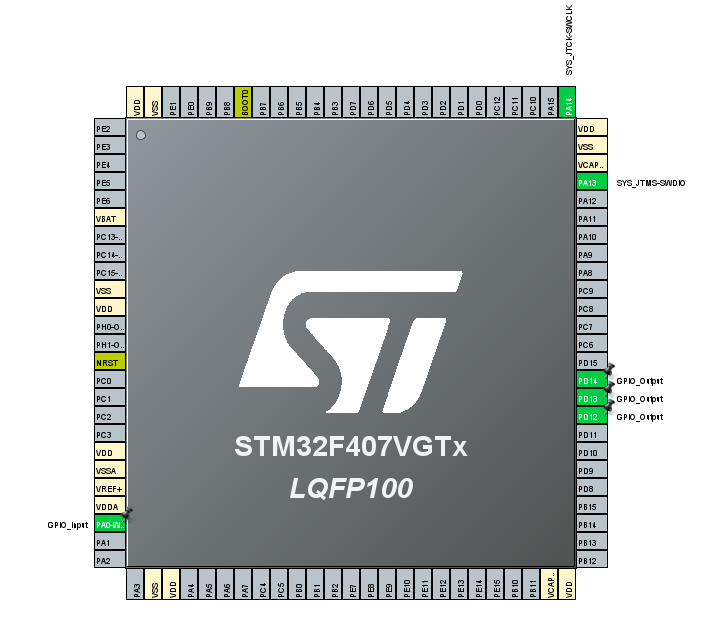 SYS_JTCK-SWCLK
VDD
VSS
PE1
PE0
PB9
PB8
BOOT0
PB7
PB6
PB5
PB4
PB3
PD7
PD6
PD5
PD4
PD3
PD2
PD1
PD0
PC12
PC11
PC10
PA15
PA14
PE2
PE3
PE4
PE5
PE6
VBAT
PC13-..
PC14-..
PC15-..
VSS
VDD
PH0-O..
PH1-O..
NRST
PC0
PC1
PC2
PC3
VDD
VSSA
VREF+
VDDA
GPIO_Input PA0-W..
PA1
PA2
STM32F407VGTx
LQFP100
VDD
VSS
VCAP..
PA13 SYS_JTMS-SWDIO
PA12
PA11
PA10
PA9
PA8
PC9
PC8
PC7
PC6
PD15
PD14 GPIO_Output
PD13 GPIO_Output
PD12 GPIO_Output
PD11
PD10
PD9
PD8
PB15
PB14
PB13
PB12
PA3
VSS
VDD
PA4
PA5
PA6
PA7
PC4
PC5
PB0
PB1
PB2
PE7
PE8
PE9
PE10
PE11
PE12
PE13
PE14
PE15
PB10
PB11
VCAP..
VDD